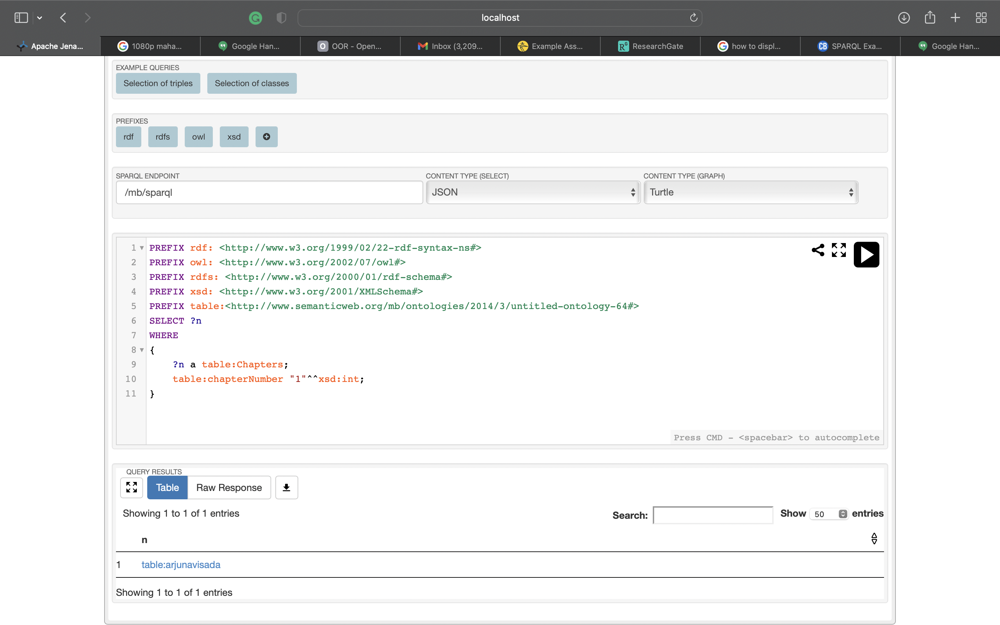 localhost
Apache Jena...
1080p maha...
Google Han...
O OOR - Open...
Inbox (3,209...
Example Ass...
RG ResearchGate
how to displ...
CB SPARQL Exa...
Google Han...
EXAMPLE QUERIES
Selection of triples Selection of classes
PREFIXES
rdf rdfs owl xsd
SPARQL ENDPOINT CONTENT TYPE (SELECT) CONTENT TYPE (GRAPH)
/mb/sparql JSON Turtle
1 PREFIX rdf: <http://www.w3.org/1999/02/22-rdf-syntax-ns#>
2 PREFIX owl: <http://www.w3.org/2002/07/owl#>
3 PREFIX rdfs: <http://www.w3.org/2000/01/rdf-schema#>
4 PREFIX xsd: <http://www.w3.org/2001/XMLSchema#>
5 PREFIX table:<http://www.semanticweb.org/mb/ontologies/2014/3/untitled-ontology-64#>
6 SELECT ?n
7 WHERE
8 {
9 ?n a table:Chapters;
10 table:chapterNumber "1"^^xsd:int;
11 }
Press CMD - <spacebar> to autocomplete
QUERY RESULTS
Table Raw Response
Showing 1 to 1 of 1 entries Search: Show 50 entries
n
1 table:arjunavisada
Showing 1 to 1 of 1 entries